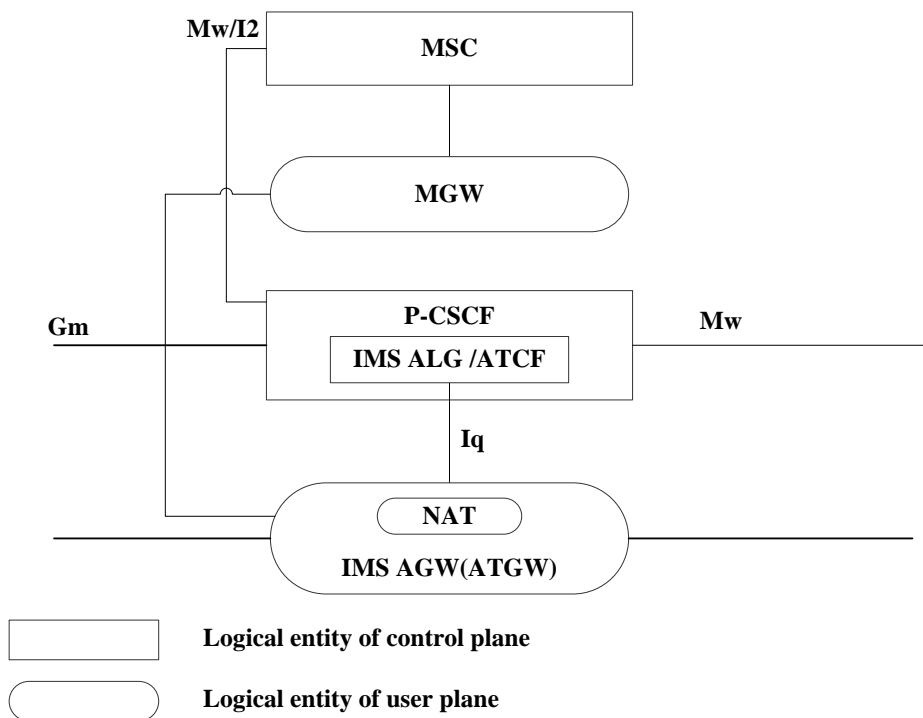 Mw/I2
MSC
MGW
P-CSCF
Gm
Mw
IMS ALG /ATCF
Iq
NAT
IMS AGW(ATGW)
Logical entity of control plane
Logical entity of user plane